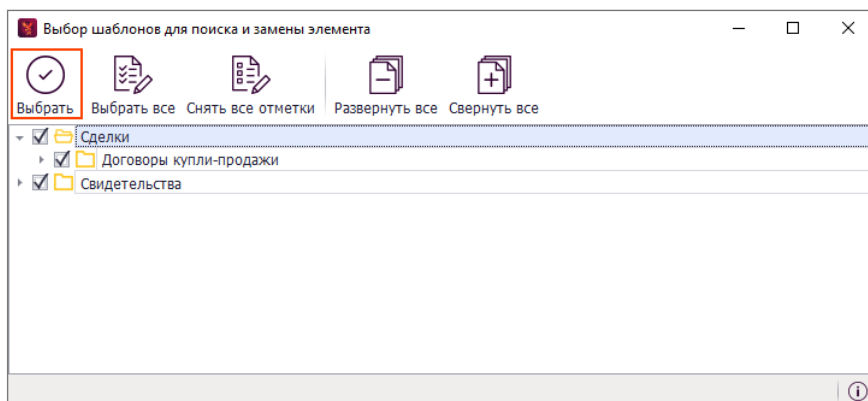 Выбор шаблонов для поиска и замены элемента
Выбрать Выбрать все Снять все отметки Развернуть все Свернуть все
Сделки
Договоры купли-продажи
Свидетельства